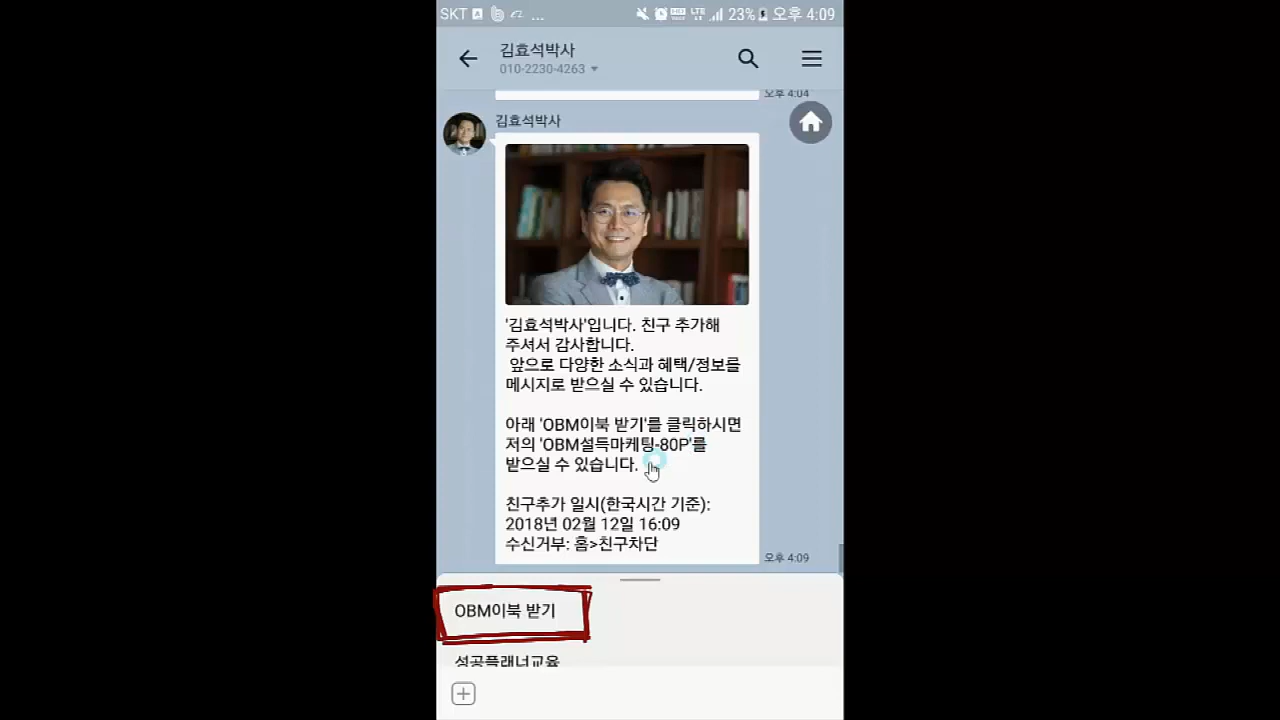 SKT ... 23% 오후 4:09
김효석박사
010-2230-4263
오후 4:04
김효석박사
'김효석박사'입니다. 친구 추가해
주셔서 감사합니다.
앞으로 다양한 소식과 혜택/정보를
메시지로 받으실 수 있습니다.
아래 'OBM이북 받기'를 클릭하시면
저의 'OBM설득마케팅-80P'를
받으실 수 있습니다.
친구추가 일시(한국시간 기준):
2018년 02월 12일 16:09
수신거부: 홈>친구차단
오후 4:09
OBM이북 받기
성공플래너교육